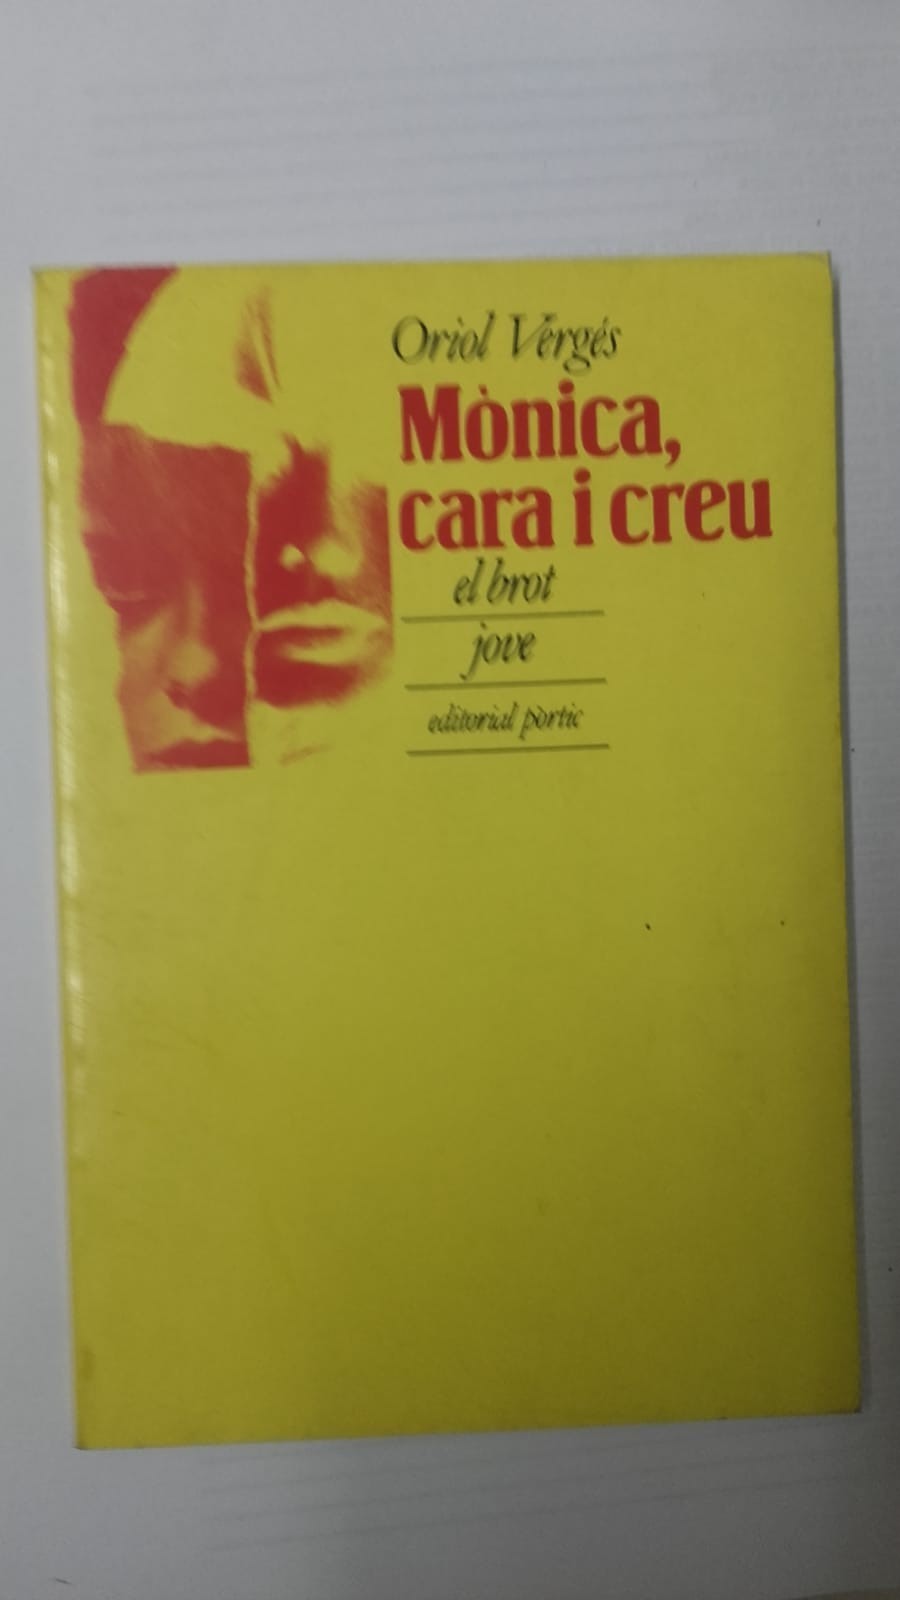 Oriol Vergés
Mònica,
cara i creu
el brot
jove
editorial pòrtic